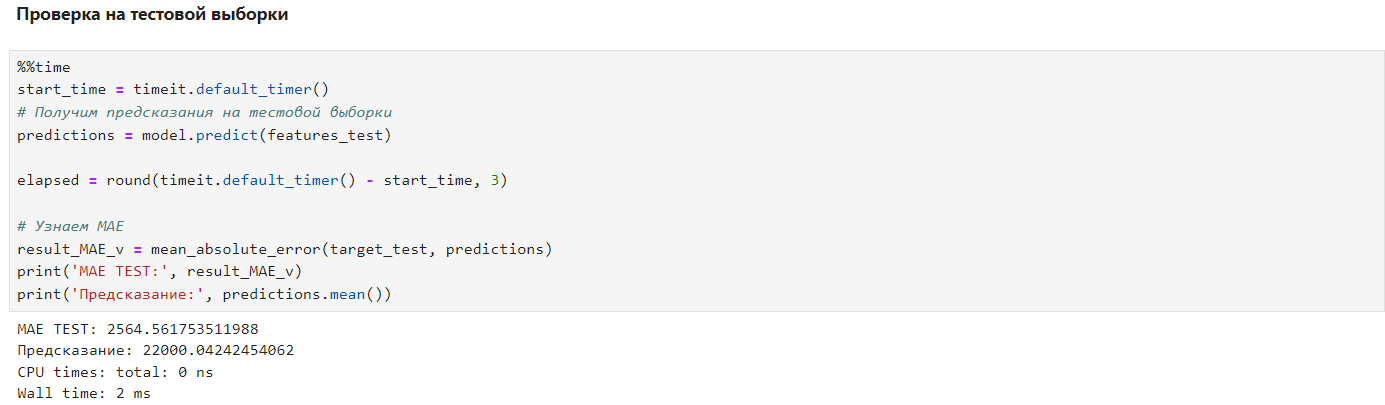 Проверка на тестовой выборки
%%time
start_time = timeit.default_timer()
# Получим предсказания на тестовой выборки
predictions = model.predict(features_test)
elapsed = round(timeit.default_timer() - start_time, 3)
# Узнаем MAE
result_MAE_v = mean_absolute_error(target_test, predictions)
print('MAE TEST:', result_MAE_v)
print('Предсказание:', predictions.mean())
MAE TEST: 2564.561753511988
Предсказание: 22000.04242454062
CPU times: total: 0 ns
Wall time: 2 ms